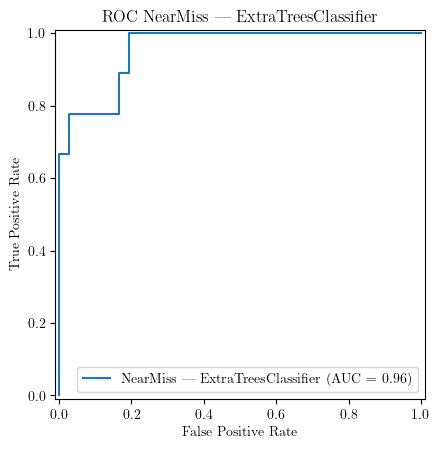 ROC NearMiss — ExtraTreesClassifier
1.0
0.8
0.6
0.4
0.2
0.0
True Positive Rate
NearMiss — ExtraTreesClassifier (AUC = 0.96)
0.0 0.2 0.4 0.6 0.8 1.0
False Positive Rate